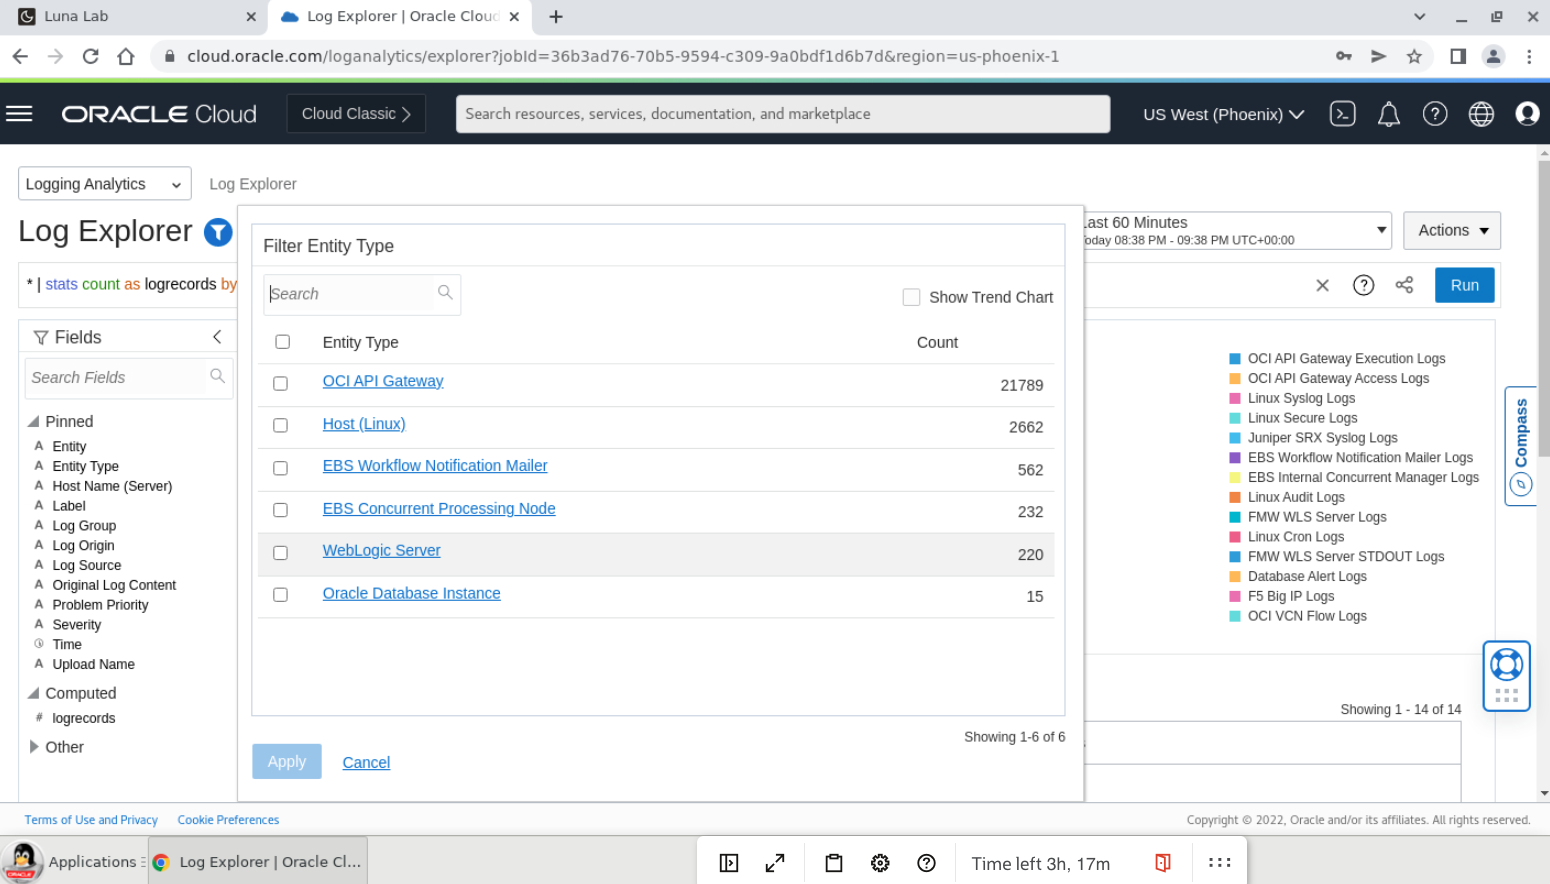 Luna Lab
Log Explorer | Oracle Cloud
cloud.oracle.com/loganalytics/explorer?jobId=36b3ad76-70b5-9594-c309-9a0bdf1d6b7d&region=us-phoenix-1
ORACLE Cloud
Cloud Classic
Search resources, services, documentation, and marketplace
US West (Phoenix)
Logging Analytics
Log Explorer
Log Explorer
Last 60 Minutes
Today 08:38 PM - 09:38 PM UTC+00:00
Actions
* | stats count as logrecords by
Run
Fields
Search Fields
Pinned
A Entity
A Entity Type
A Host Name (Server)
A Label
A Log Group
A Log Origin
A Log Source
A Original Log Content
A Problem Priority
A Severity
Time
A Upload Name
Computed
# logrecords
Other
Filter Entity Type
Search
Show Trend Chart
Entity Type Count
OCI API Gateway 21789
Host (Linux) 2662
EBS Workflow Notification Mailer 562
EBS Concurrent Processing Node 232
WebLogic Server 220
Oracle Database Instance 15
Showing 1-6 of 6
Apply
Cancel
OCI API Gateway Execution Logs
OCI API Gateway Access Logs
Linux Syslog Logs
Linux Secure Logs
Juniper SRX Syslog Logs
EBS Workflow Notification Mailer Logs
EBS Internal Concurrent Manager Logs
Linux Audit Logs
FMW WLS Server Logs
Linux Cron Logs
FMW WLS Server STDOUT Logs
Database Alert Logs
F5 Big IP Logs
OCI VCN Flow Logs
Compass
Showing 1 - 14 of 14
Terms of Use and Privacy
Cookie Preferences
Copyright © 2022, Oracle and/or its affiliates. All rights reserved.
ORACLE
Applications
Log Explorer | Oracle Cl...
Time left 3h, 17m